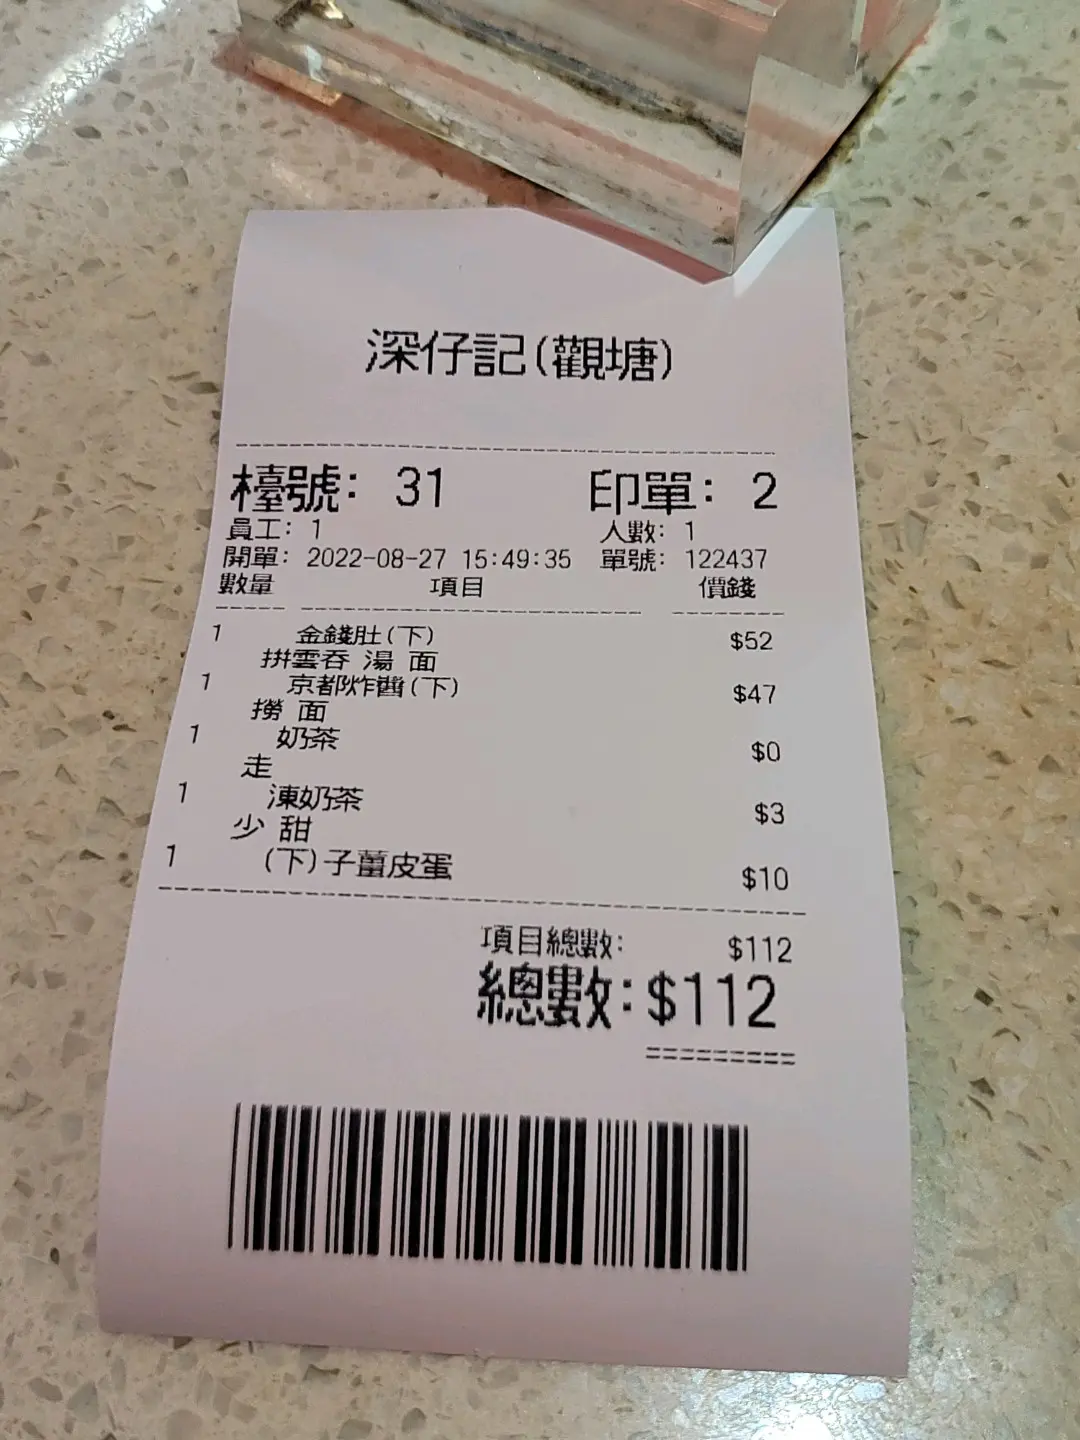 深仔記(觀塘)
檯號: 31 印單: 2
員工: 1 人數: 1
開單: 2022-08-27 15:49:35 單號: 122437
數量 項目 價錢
1 金錢肚(下) $52
拼雲吞 湯 面
1 京都炸醬(下) $47
撈 面
1 奶茶 $0
走
1 凍奶茶 $3
少 甜
1 (下)子薑皮蛋 $10
項目總數: $112
總數: $112